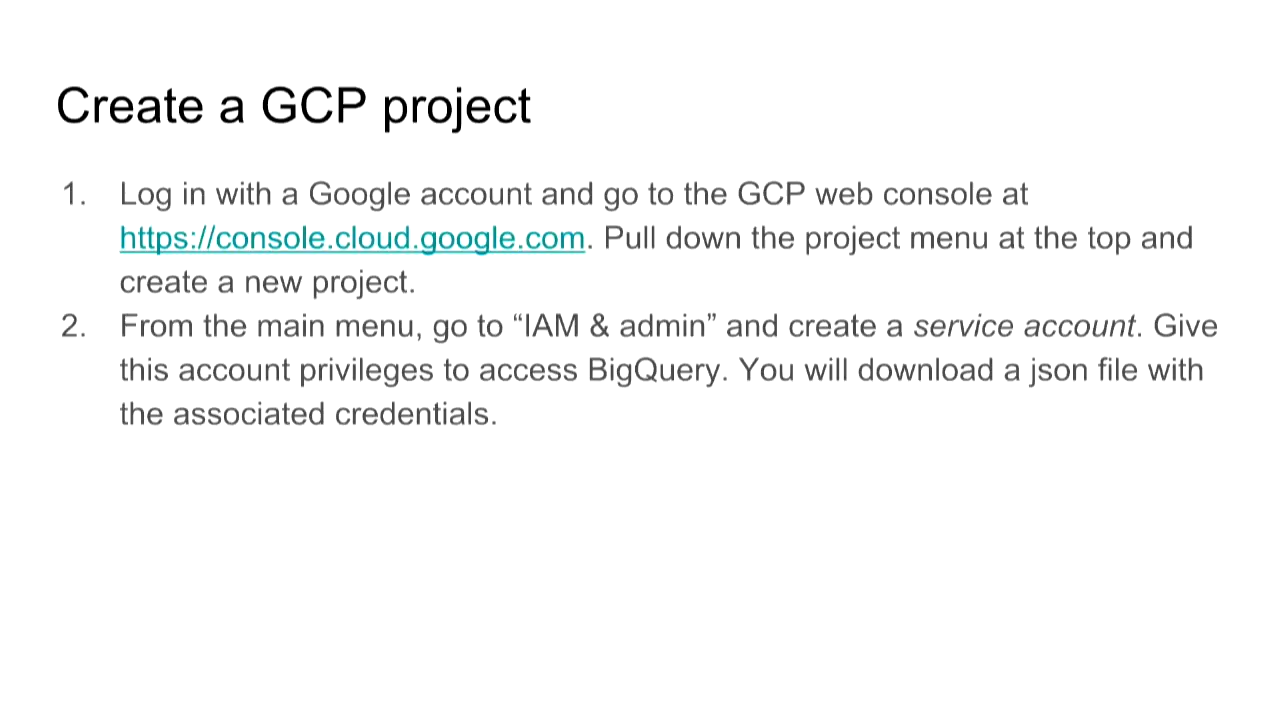 Create a GCP project
1. Log in with a Google account and go to the GCP web console at
https://console.cloud.google.com. Pull down the project menu at the top and
create a new project.
2. From the main menu, go to “IAM & admin” and create a service account. Give
this account privileges to access BigQuery. You will download a json file with
the associated credentials.